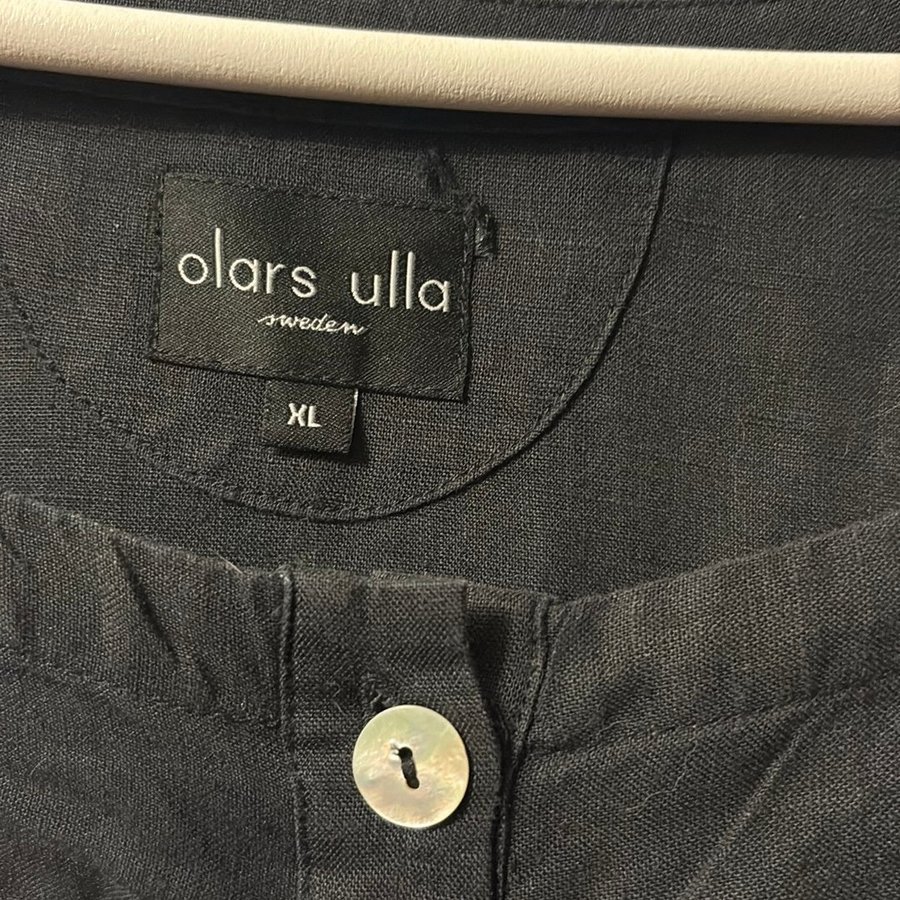 olars ulla
sweden
XL